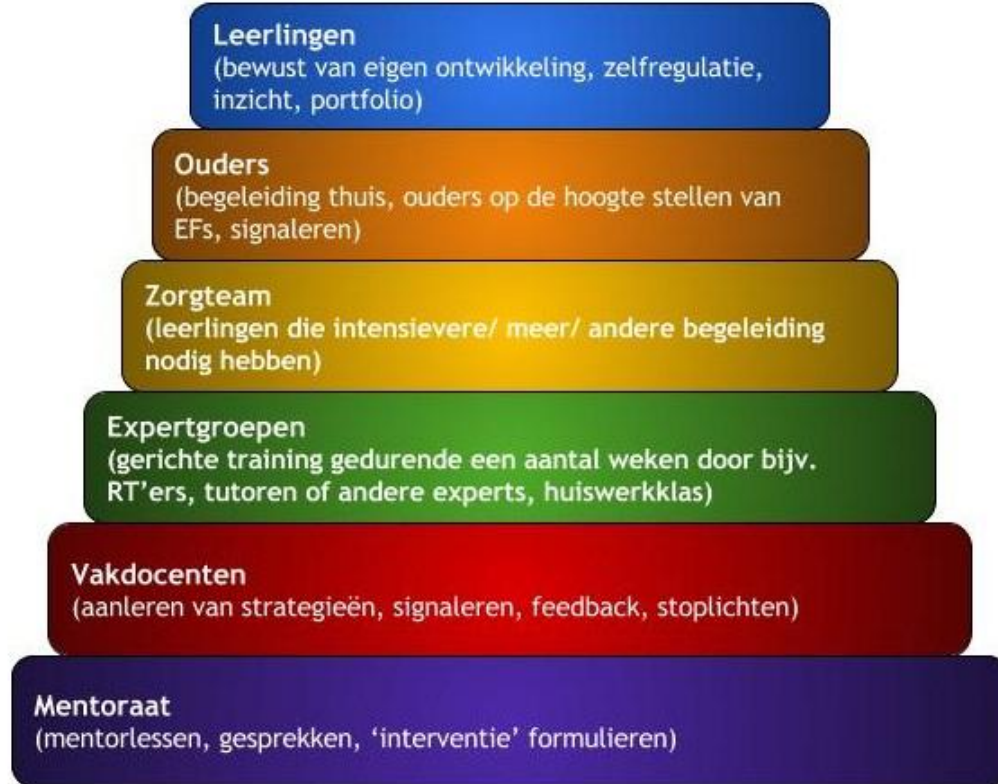 Leerlingen
(bewust van eigen ontwikkeling, zelfregulatie,
inzicht, portfolio)
Ouders
(begeleiding thuis, ouders op de hoogte stellen van
EFs, signaleren)
Zorgteam
(leerlingen die intensievere/ meer/ andere begeleiding
nodig hebben)
Expertgroepen
(gerichte training gedurende een aantal weken door bijv.
RT’ers, tutoren of andere experts, huiswerkklas)
Vakdocenten
(aanleren van strategieën, signaleren, feedback, stoplichten)
Mentoraat
(mentorlessen, gesprekken, ‘interventie’ formulieren)